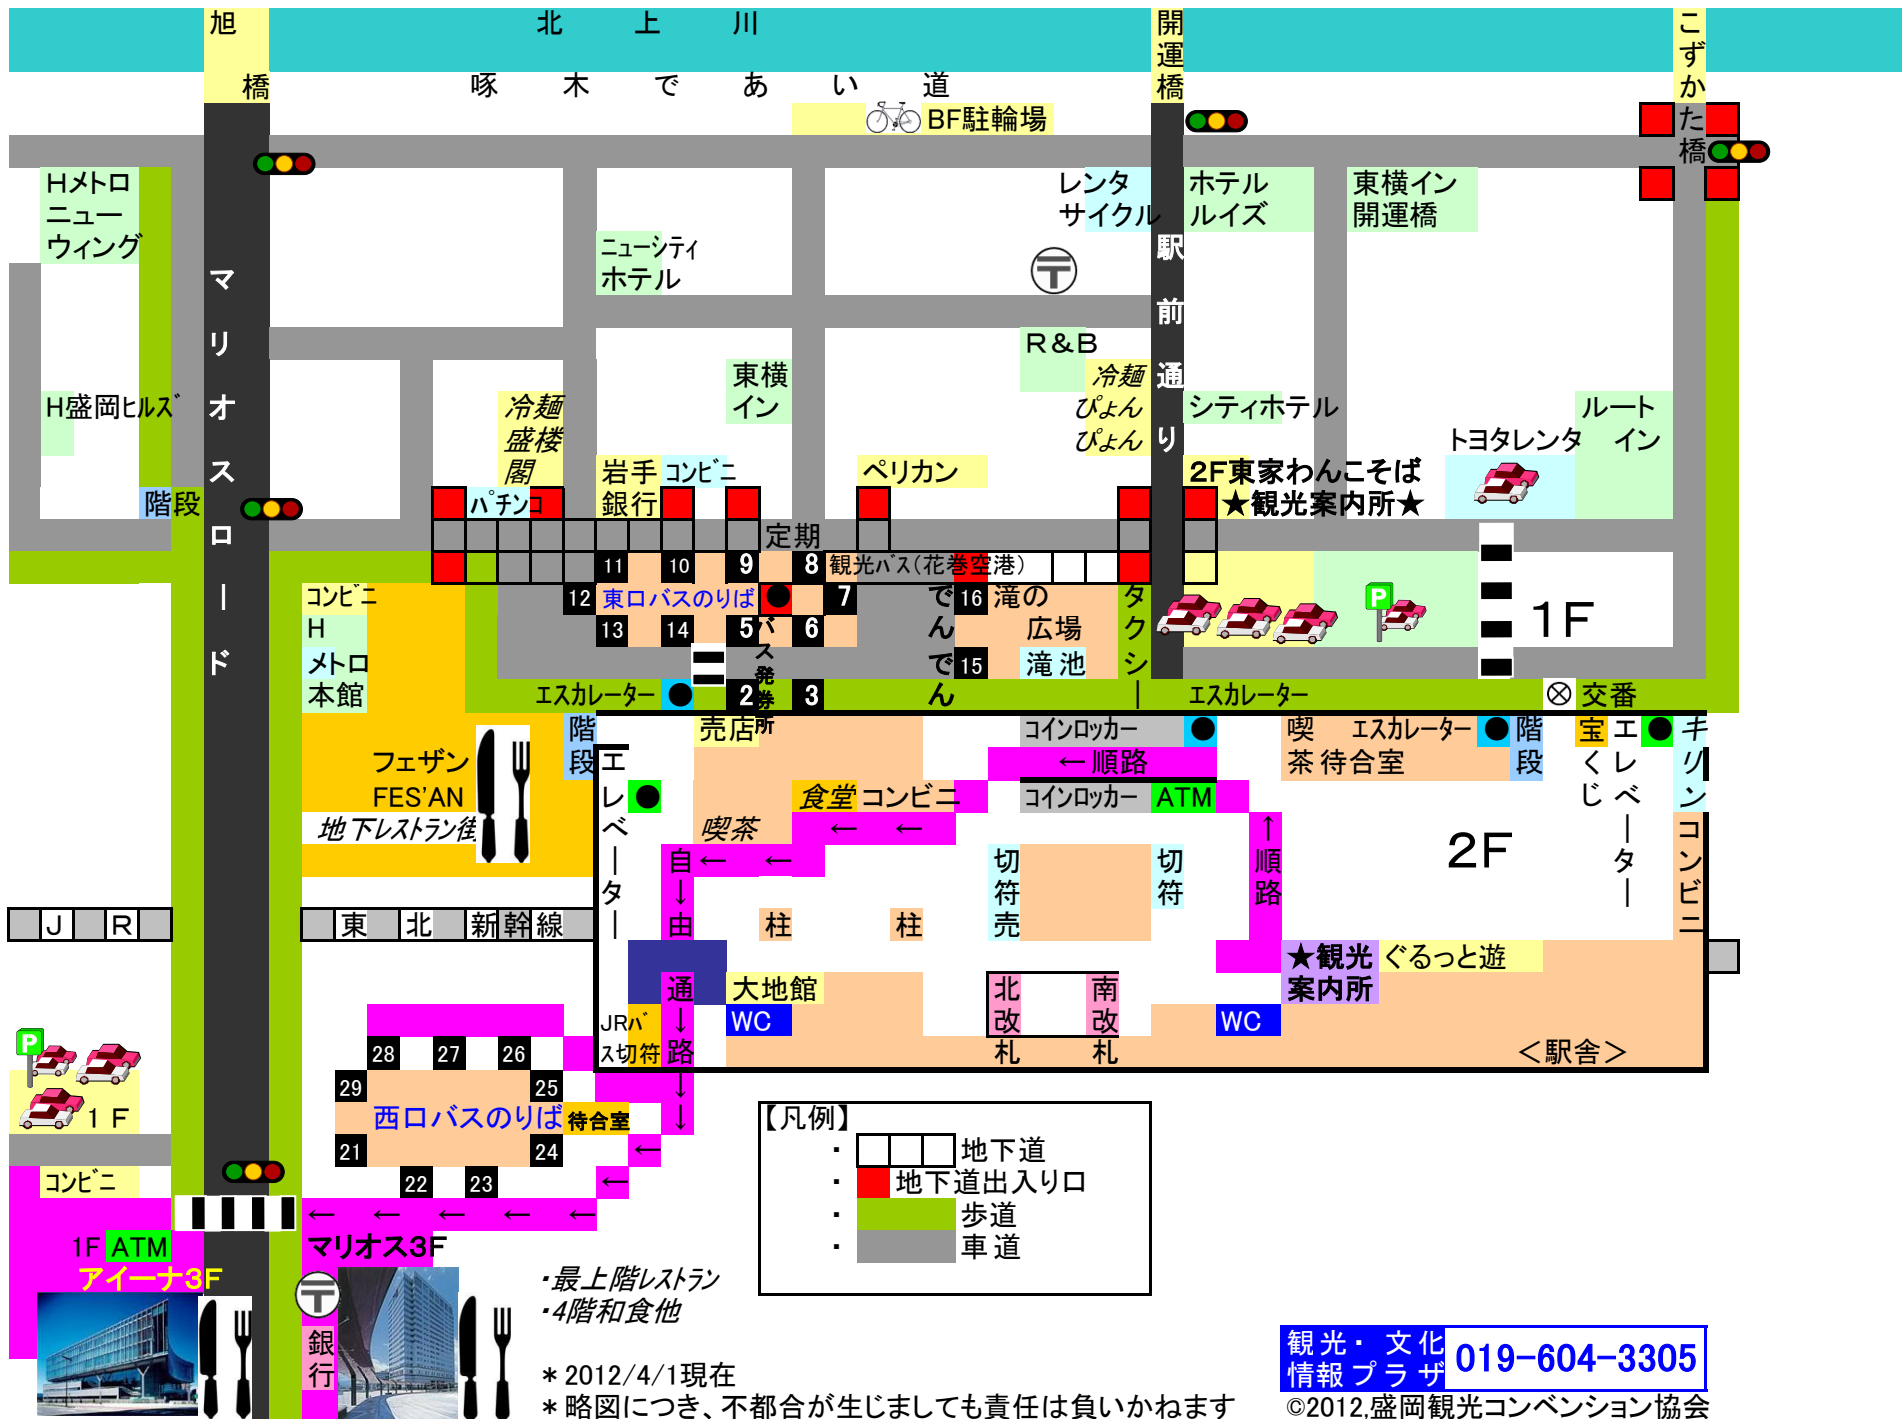 旭橋
北上川
開運橋
こずかた橋
啄木であい道
BF駐輪場
Hメトロ
ニュー
ウィング
レンタ
サイクル
ホテル
ルイズ
東横イン
開運橋
ニューシティ
ホテル
マリオスロード
駅前通り
R&B
東横
イン
冷麺
ぴょん
ぴょん
H盛岡ヒルズ
冷麺
盛楼
閣
シティホテル
ルート
イン
トヨタレンタ
岩手
銀行
コンビニ
ペリカン
2F東家わんこそば
★観光案内所★
階段
パチンコ
定期
11
10
9
8
観光バス(花巻空港)
コンビニ
12
東口バスのりば
7
でんでんでん
16
滝の
広場
タクシー
P
1F
H
メトロ
本館
13
14
5
6
バス発券所
15
滝池
エスカレーター
2
3
エスカレーター
交番
階段
売店
コインロッカー
喫茶
エスカレーター
待合室
階段
宝くじ
エレベーター
キリン
フェザン
FES'AN
地下レストラン街
エレベーター
←順路
食堂
コンビニ
コインロッカー
ATM
喫茶
← ←
↑順路
2F
コンビニ
自↓由
← ←
切符売
切符
J R
東北新幹線
柱
柱
★観光
案内所
ぐるっと遊
通↓路↓↓
大地館
WC
北改札
南改札
WC
JRバ
ス切符
<駅舎>
P
1F
28
27
26
29
25
西口バスのりば
待合室
21
24
22
23
←
←
← ← ← ← ←
【凡例】
・地下道
・地下道出入り口
・歩道
・車道
コンビニ
1F ATM
アイーナ3F
マリオス3F
銀行
・最上階レストラン
・4階和食他
*2012/4/1現在
*略図につき、不都合が生じましても責任は負いかねます
観光・文化
情報プラザ
019-604-3305
©2012,盛岡観光コンベンション協会